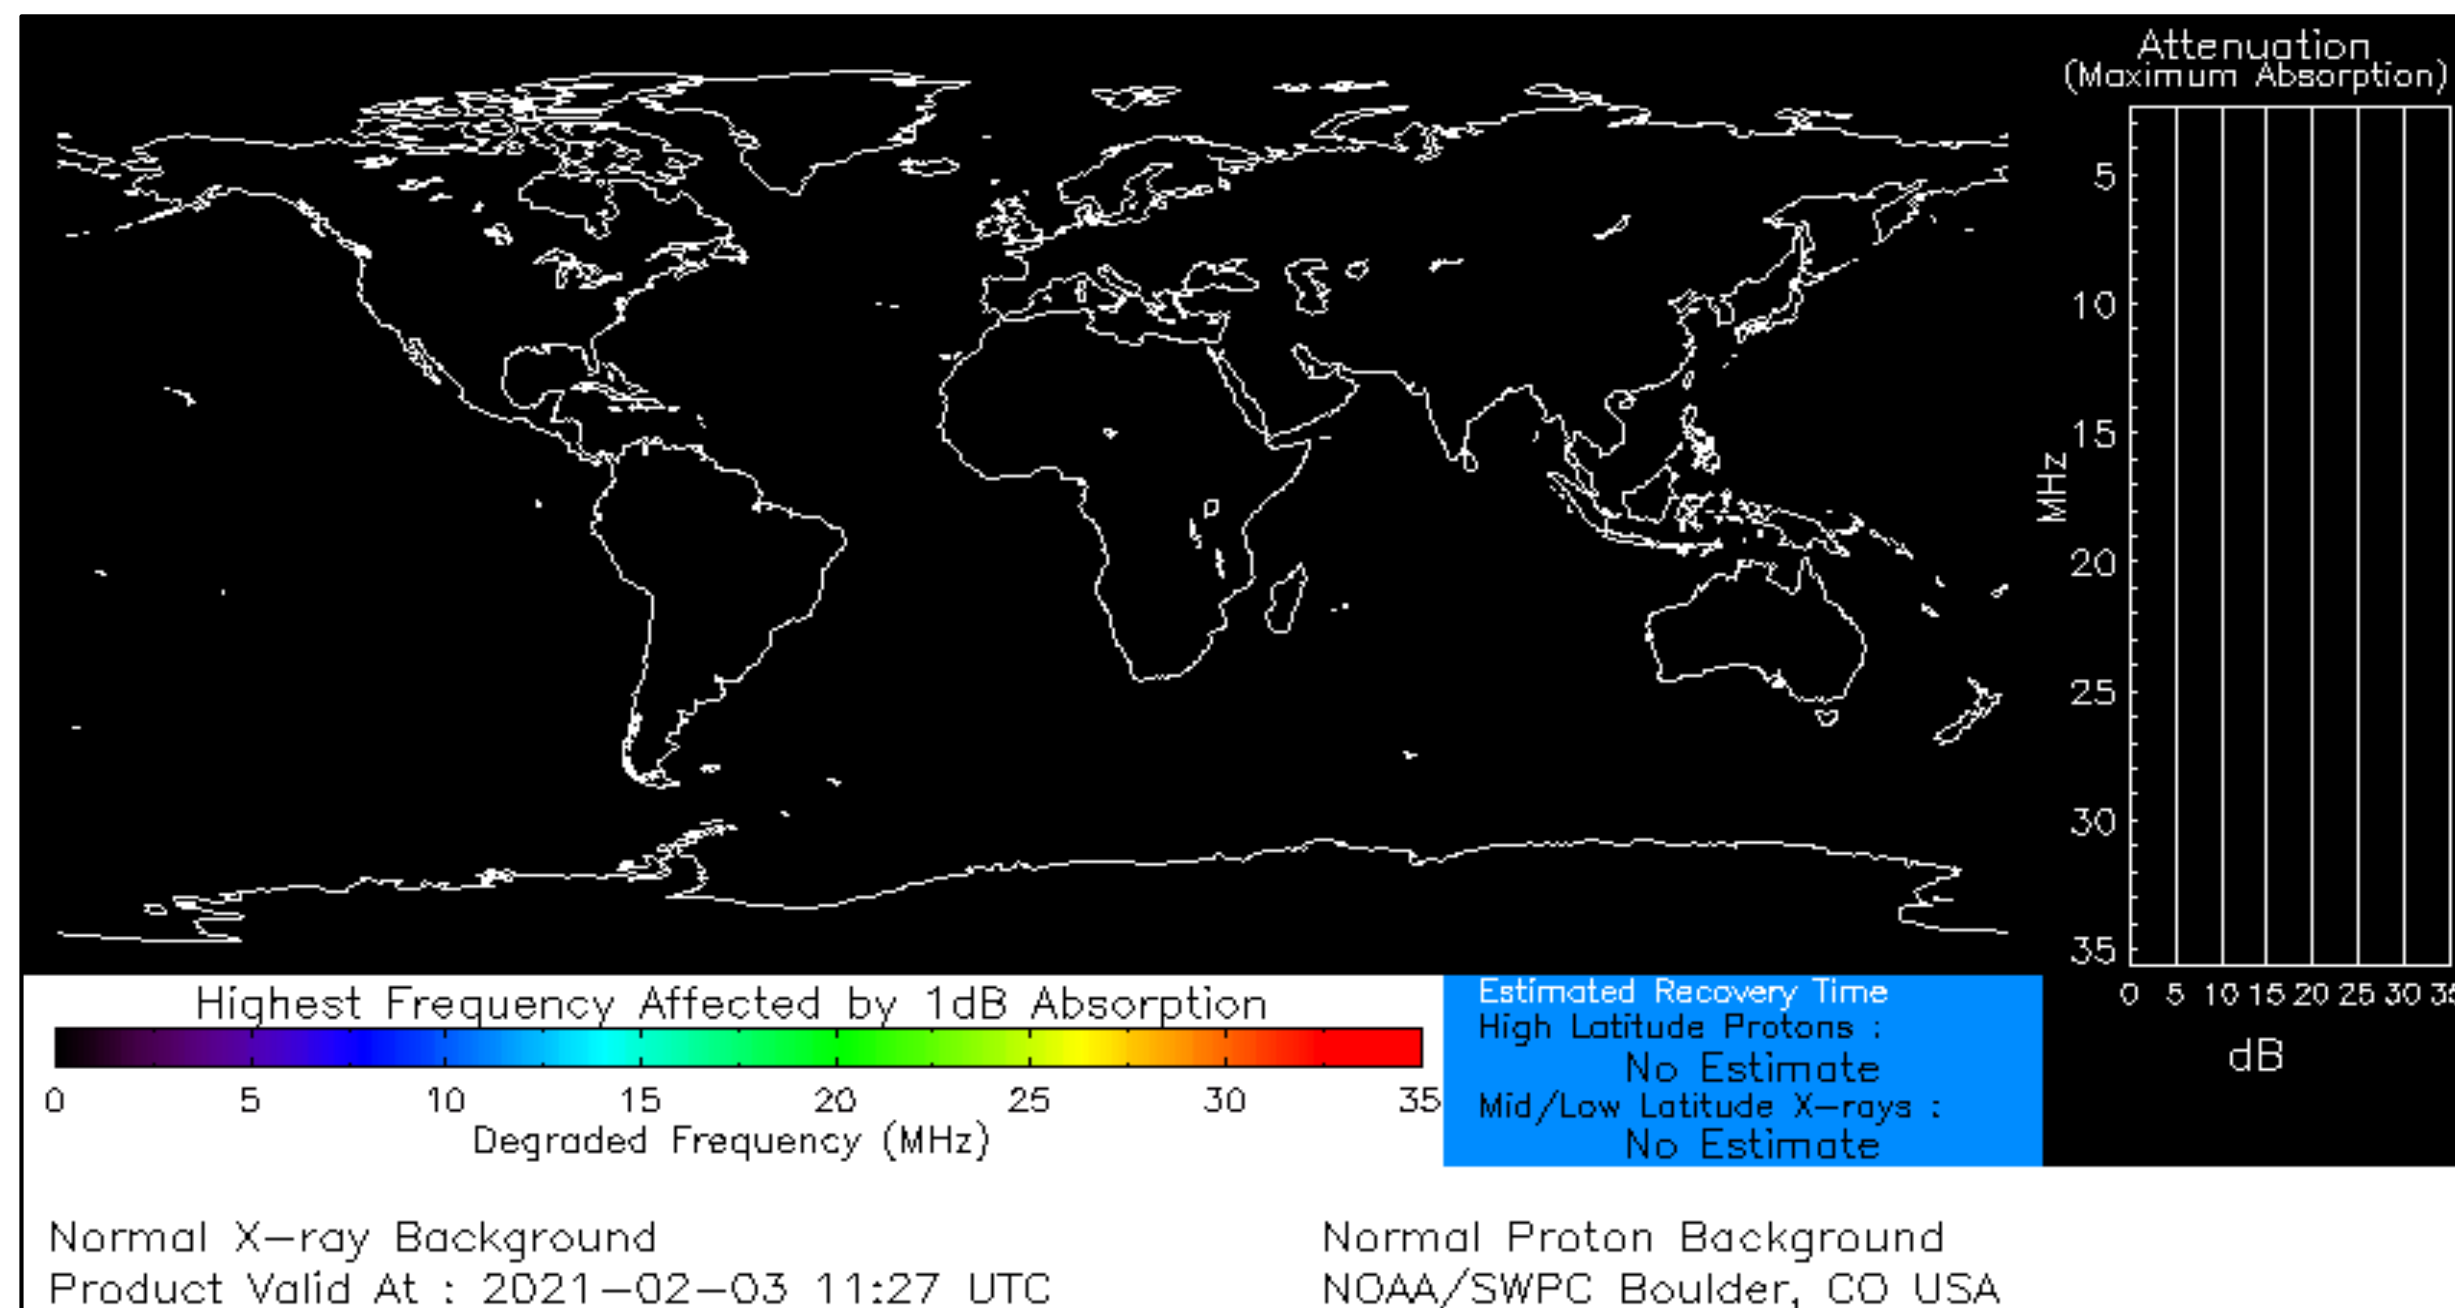 Attenuation
(Maximum Absorption)
5
10
15
20
25
30
35
MHz
0 5 10 15 20 25 30
dB
Highest Frequency Affected by 1dB Absorption
0 5 10 15 20 25 30 35
Degraded Frequency (MHz)
Estimated Recovery Time
High Latitude Protons :
No Estimate
Mid/Low Latitude X-rays :
No Estimate
Normal X-ray Background
Normal Proton Background
Product Valid At : 2021-02-03 11:27 UTC
NOAA/SWPC Boulder, CO USA